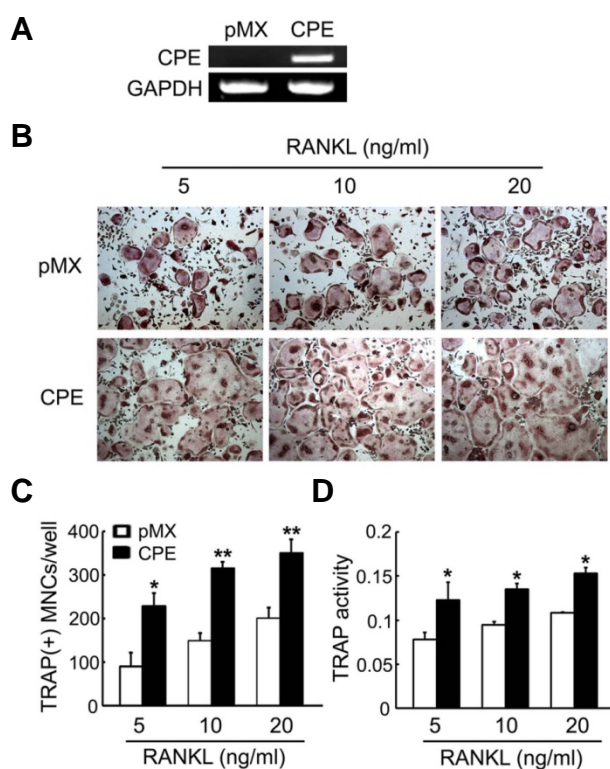 A
pMX CPE
CPE
GAPDH
B
RANKL (ng/ml)
5 10 20
pMX
CPE
C
pMX
CPE
TRAP(+) MNCs/well
400
300
200
100
0
* ** **
5 10 20
RANKL (ng/ml)
D
TRAP activity
0.2
0.15
0.1
0.05
0
* * *
5 10 20
RANKL (ng/ml)